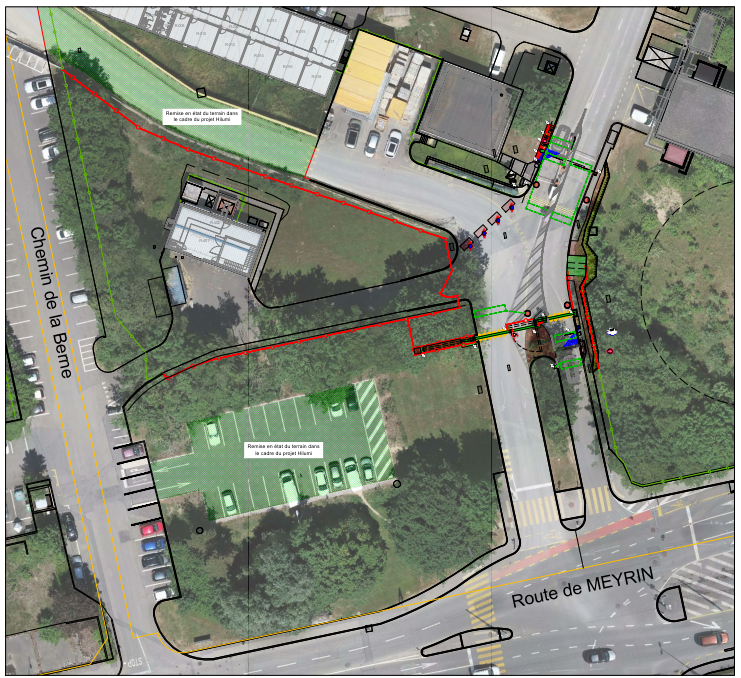 Remise en état du terrain dans
le cadre du projet Hilumi
Chemin de la Berne
Remise en état du terrain dans
le cadre du projet Hilumi
Route de MEYRIN
STOP